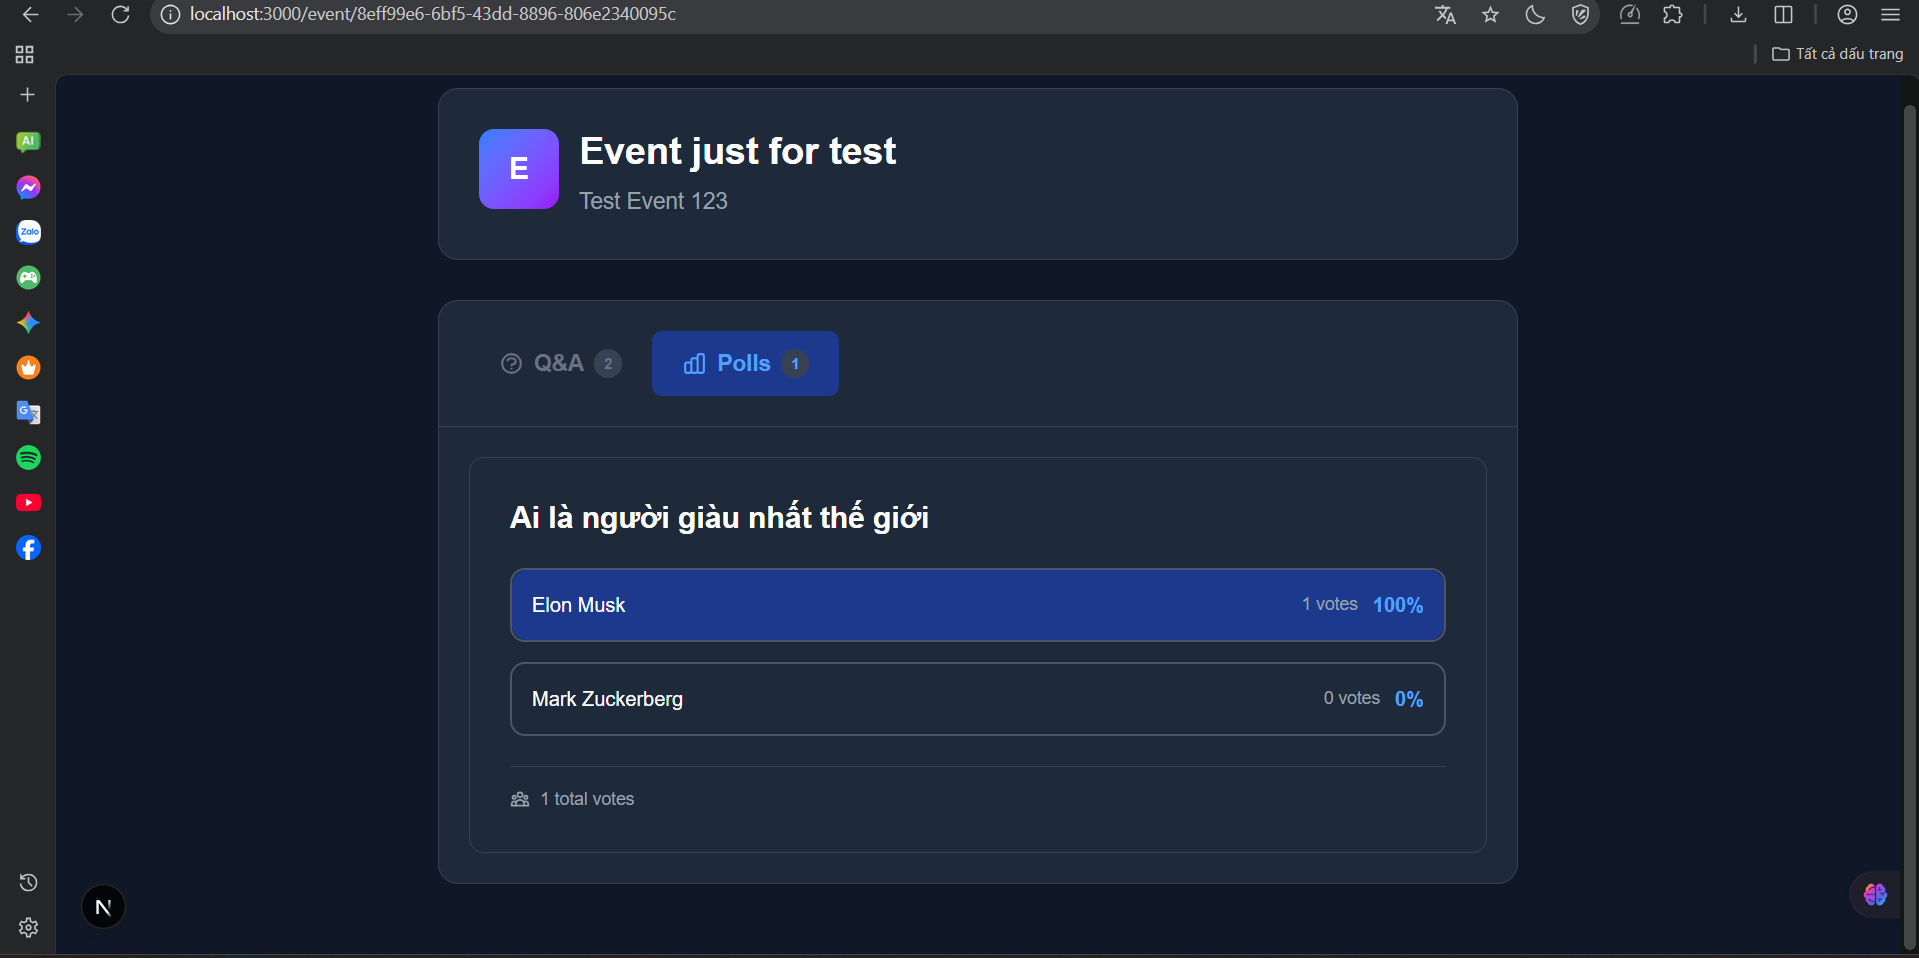 localhost:3000/event/8eff99e6-6bf5-43dd-8896-806e2340095c
Tất cả dấu trang
AI
Zalo
G
E
Event just for test
Test Event 123
Q&A 2
Polls 1
Ai là người giàu nhất thế giới
Elon Musk 1 votes 100%
Mark Zuckerberg 0 votes 0%
1 total votes
N